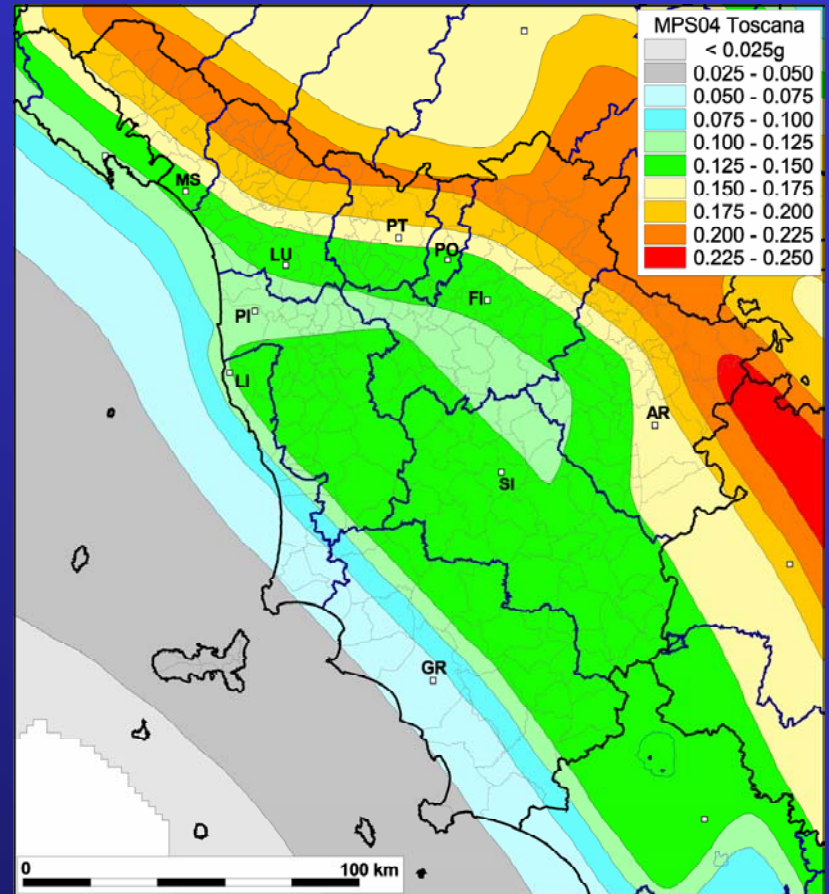 MPS04 Toscana
< 0.025g
0.025 - 0.050
0.050 - 0.075
0.075 - 0.100
0.100 - 0.125
0.125 - 0.150
0.150 - 0.175
0.175 - 0.200
0.200 - 0.225
0.225 - 0.250
MS
PT
PO
LU
FI
PI
LI
AR
SI
GR
0 100 km